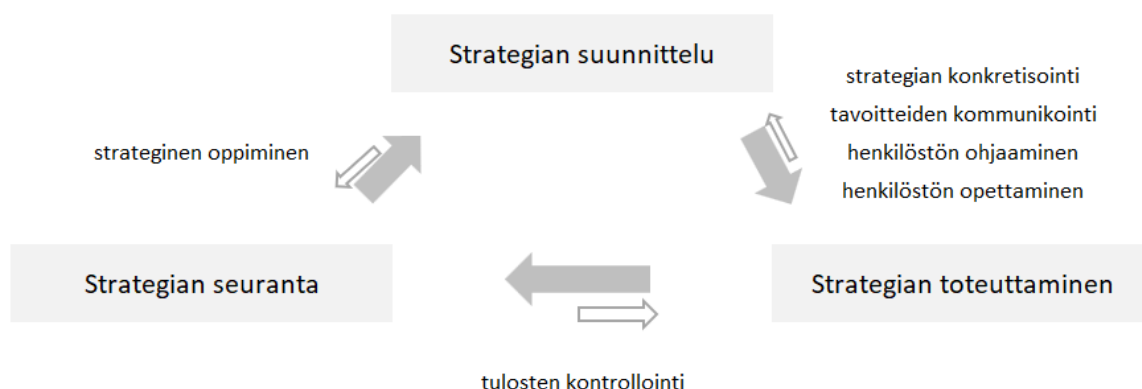 Strategian suunnittelu
strategian konkretisointi
tavoitteiden kommunikointi
henkilöstön ohjaaminen
henkilöstön opettaminen
strateginen oppiminen
Strategian seuranta
Strategian toteuttaminen
tulosten kontrollointi